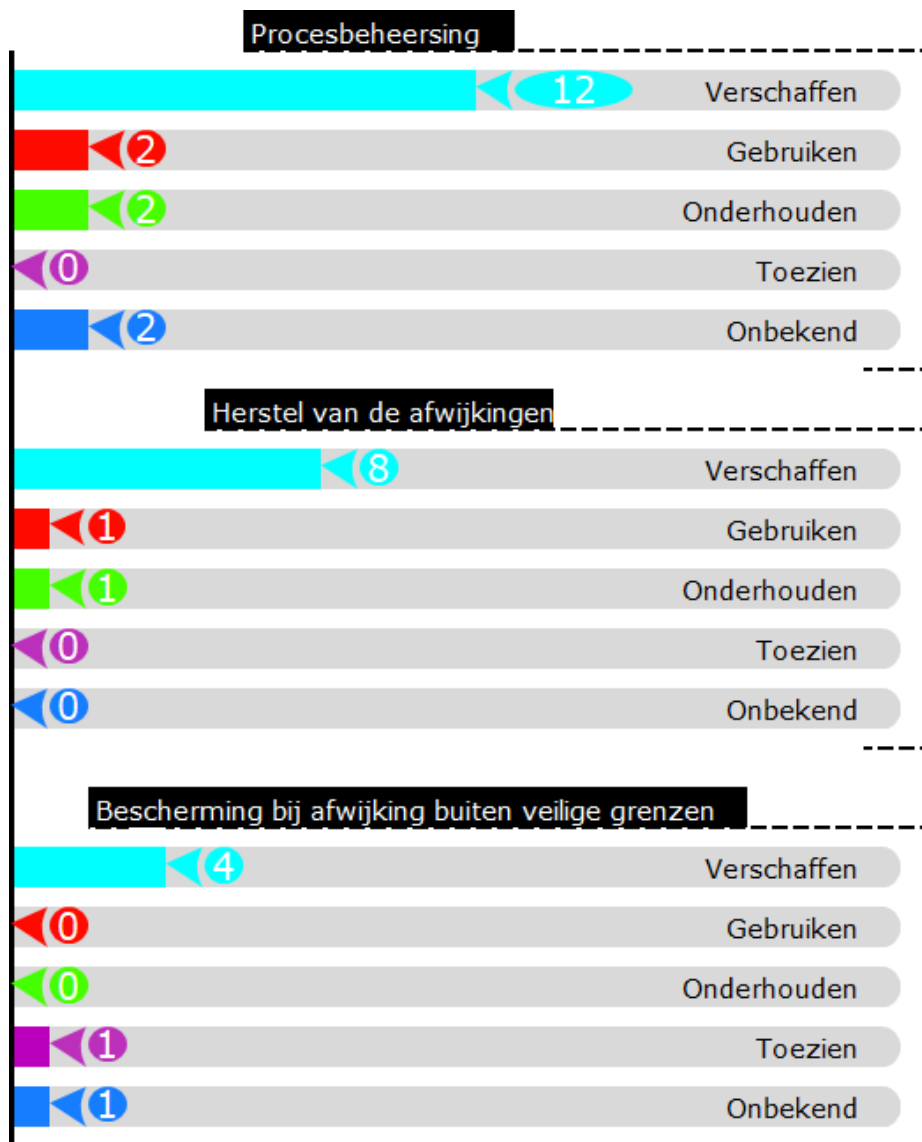 Procesbeheersing
12 Verschaffen
2 Gebruiken
2 Onderhouden
0 Toezien
2 Onbekend
Herstel van de afwijkingen
8 Verschaffen
1 Gebruiken
1 Onderhouden
0 Toezien
0 Onbekend
Bescherming bij afwijking buiten veilige grenzen
4 Verschaffen
0 Gebruiken
0 Onderhouden
1 Toezien
1 Onbekend